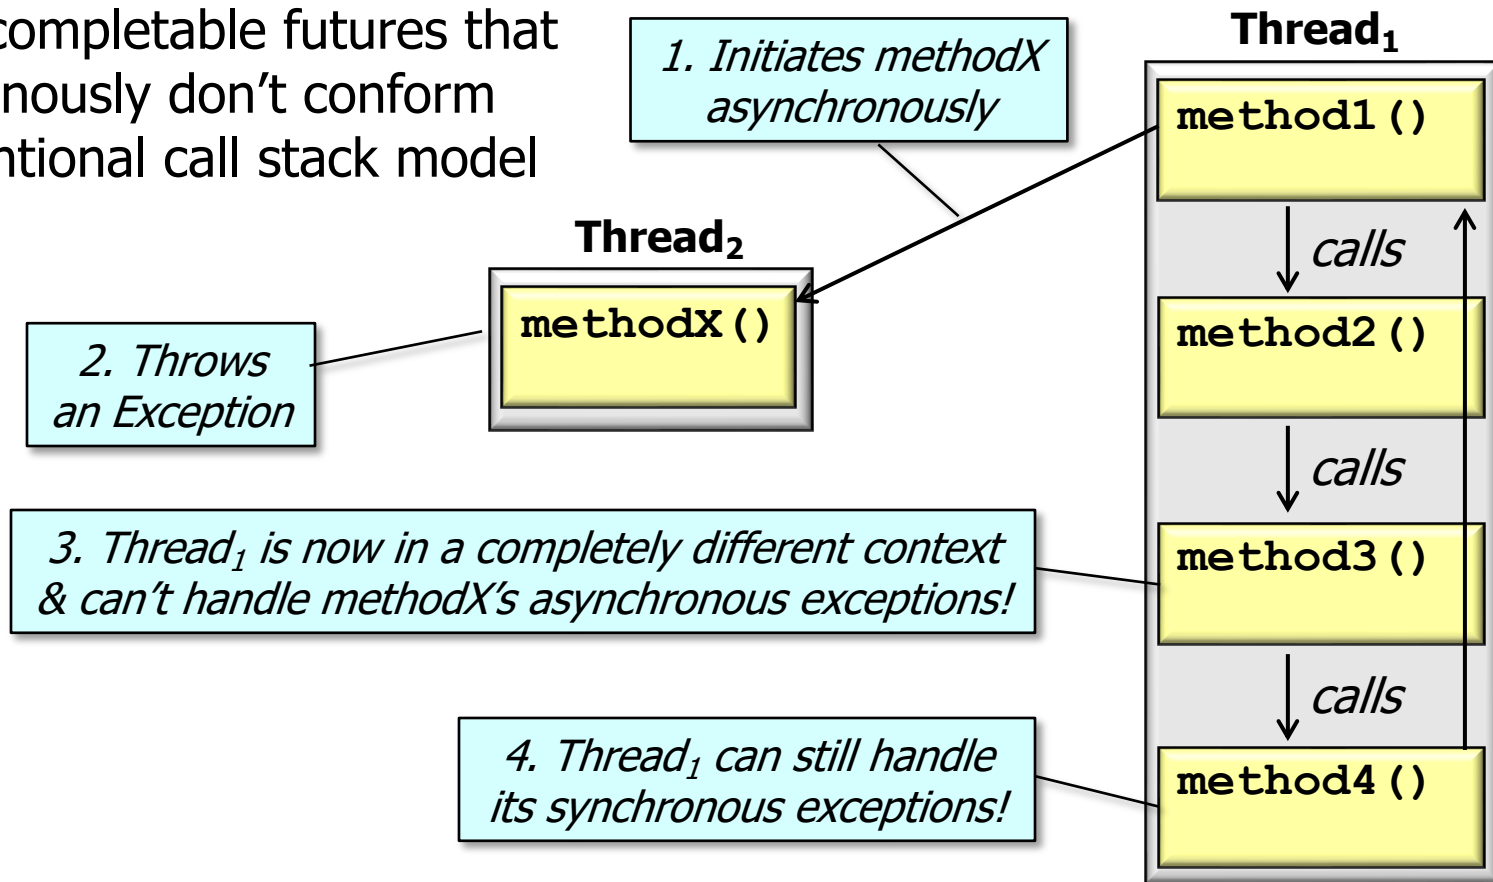 completable futures that
nously don't conform
ntional call stack model
1. Initiates methodX
asynchronously
Thread1
method1()
calls
Thread2
methodX()
method2()
2. Throws
an Exception
calls
3. Thread1 is now in a completely different context
& can't handle methodX's asynchronous exceptions!
method3()
calls
4. Thread1 can still handle
its synchronous exceptions!
method4()